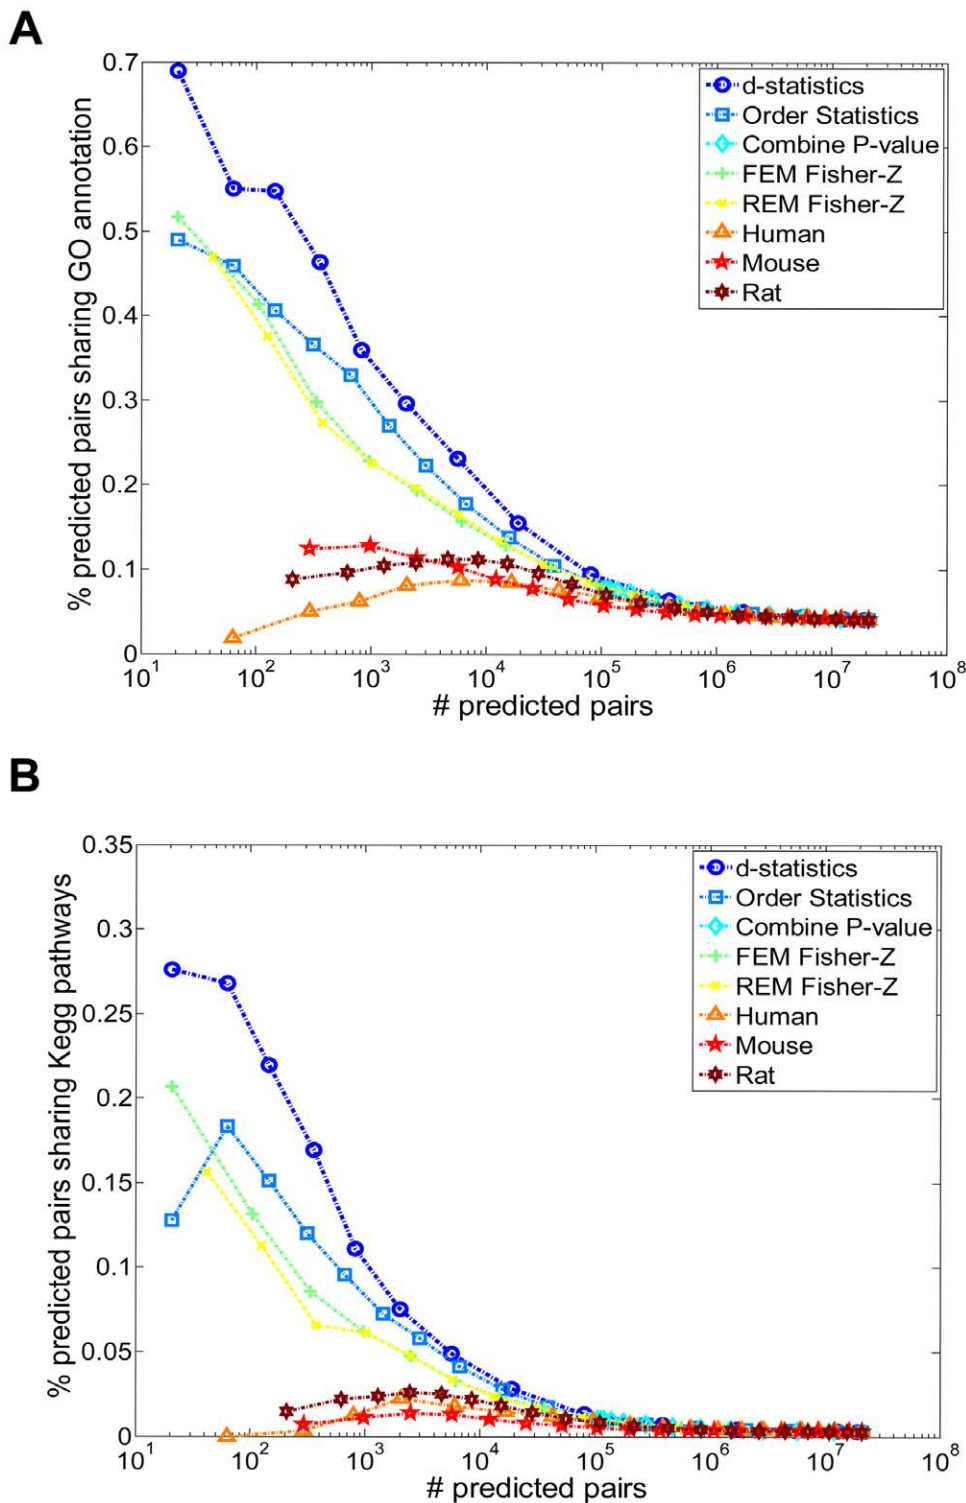 A
0.7
0.6
0.5
0.4
0.3
0.2
0.1
0
% predicted pairs sharing GO annotation
d-statistics
Order Statistics
Combine P-value
FEM Fisher-Z
REM Fisher-Z
Human
Mouse
Rat
10^1 10^2 10^3 10^4 10^5 10^6 10^7 10^8
# predicted pairs
B
0.35
0.3
0.25
0.2
0.15
0.1
0.05
0
% predicted pairs sharing Kegg pathways
d-statistics
Order Statistics
Combine P-value
FEM Fisher-Z
REM Fisher-Z
Human
Mouse
Rat
10^1 10^2 10^3 10^4 10^5 10^6 10^7 10^8
# predicted pairs